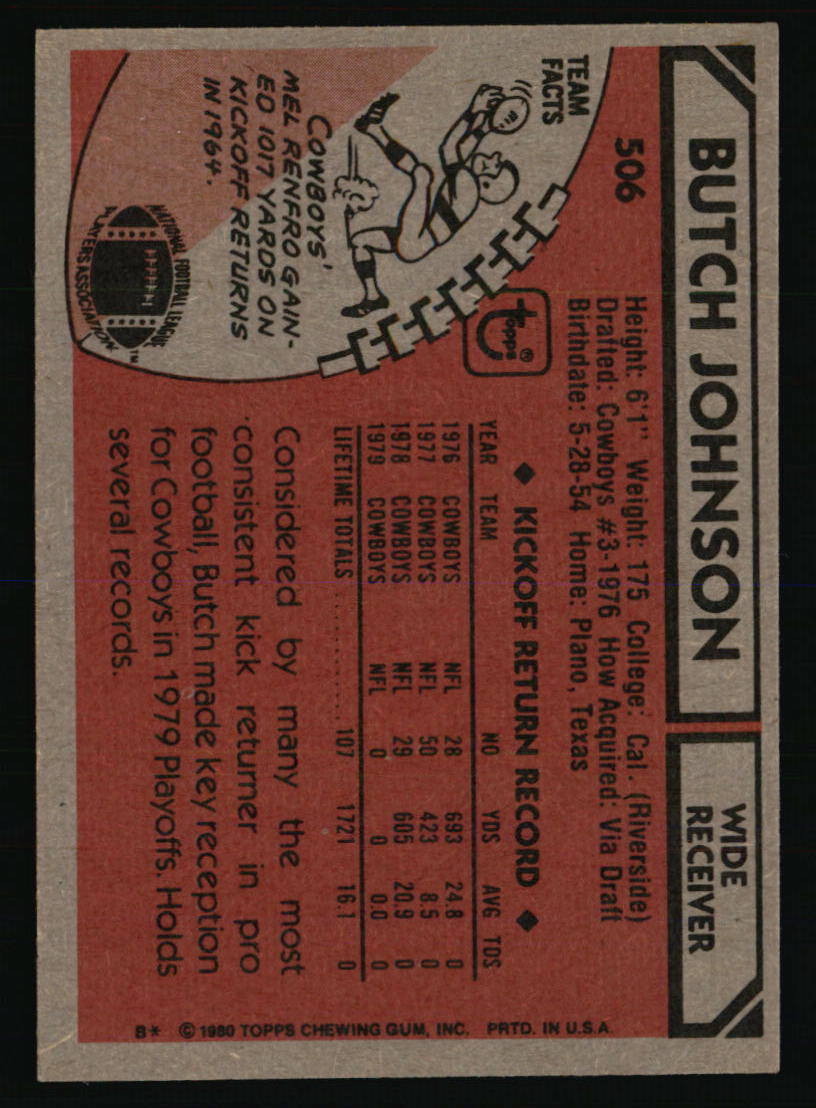 BUTCH JOHNSON
WIDE
RECEIVER
506
Height: 6'1" Weight: 175 College: Cal. (Riverside)
Drafted: Cowboys #3-1976 How Acquired: Via Draft
Birthdate: 5-28-54 Home: Plano, Texas
TEAM
FACTS
COWBOYS'
MEL RENFRO GAIN-
ED 1017 YARDS ON
KICKOFF RETURNS
IN 1964.
NATIONAL FOOTBALL LEAGUE
PLAYERS ASSOCIATION
TM
topps®
◆ KICKOFF RETURN RECORD ◆
YEAR TEAM NO YDS AVG TDS
1976 COWBOYS NFL 28 693 24.8 0
1977 COWBOYS NFL 50 423 8.5 0
1978 COWBOYS NFL 29 605 20.9 0
1979 COWBOYS NFL 0 0 0.0 0
LIFETIME TOTALS .......... 107 1721 16.1 0
Considered by many the most
consistent kick returner in pro
football, Butch made key reception
for Cowboys in 1979 Playoffs. Holds
several records.
B* © 1980 TOPPS CHEWING GUM, INC. PRTD. IN U.S.A.